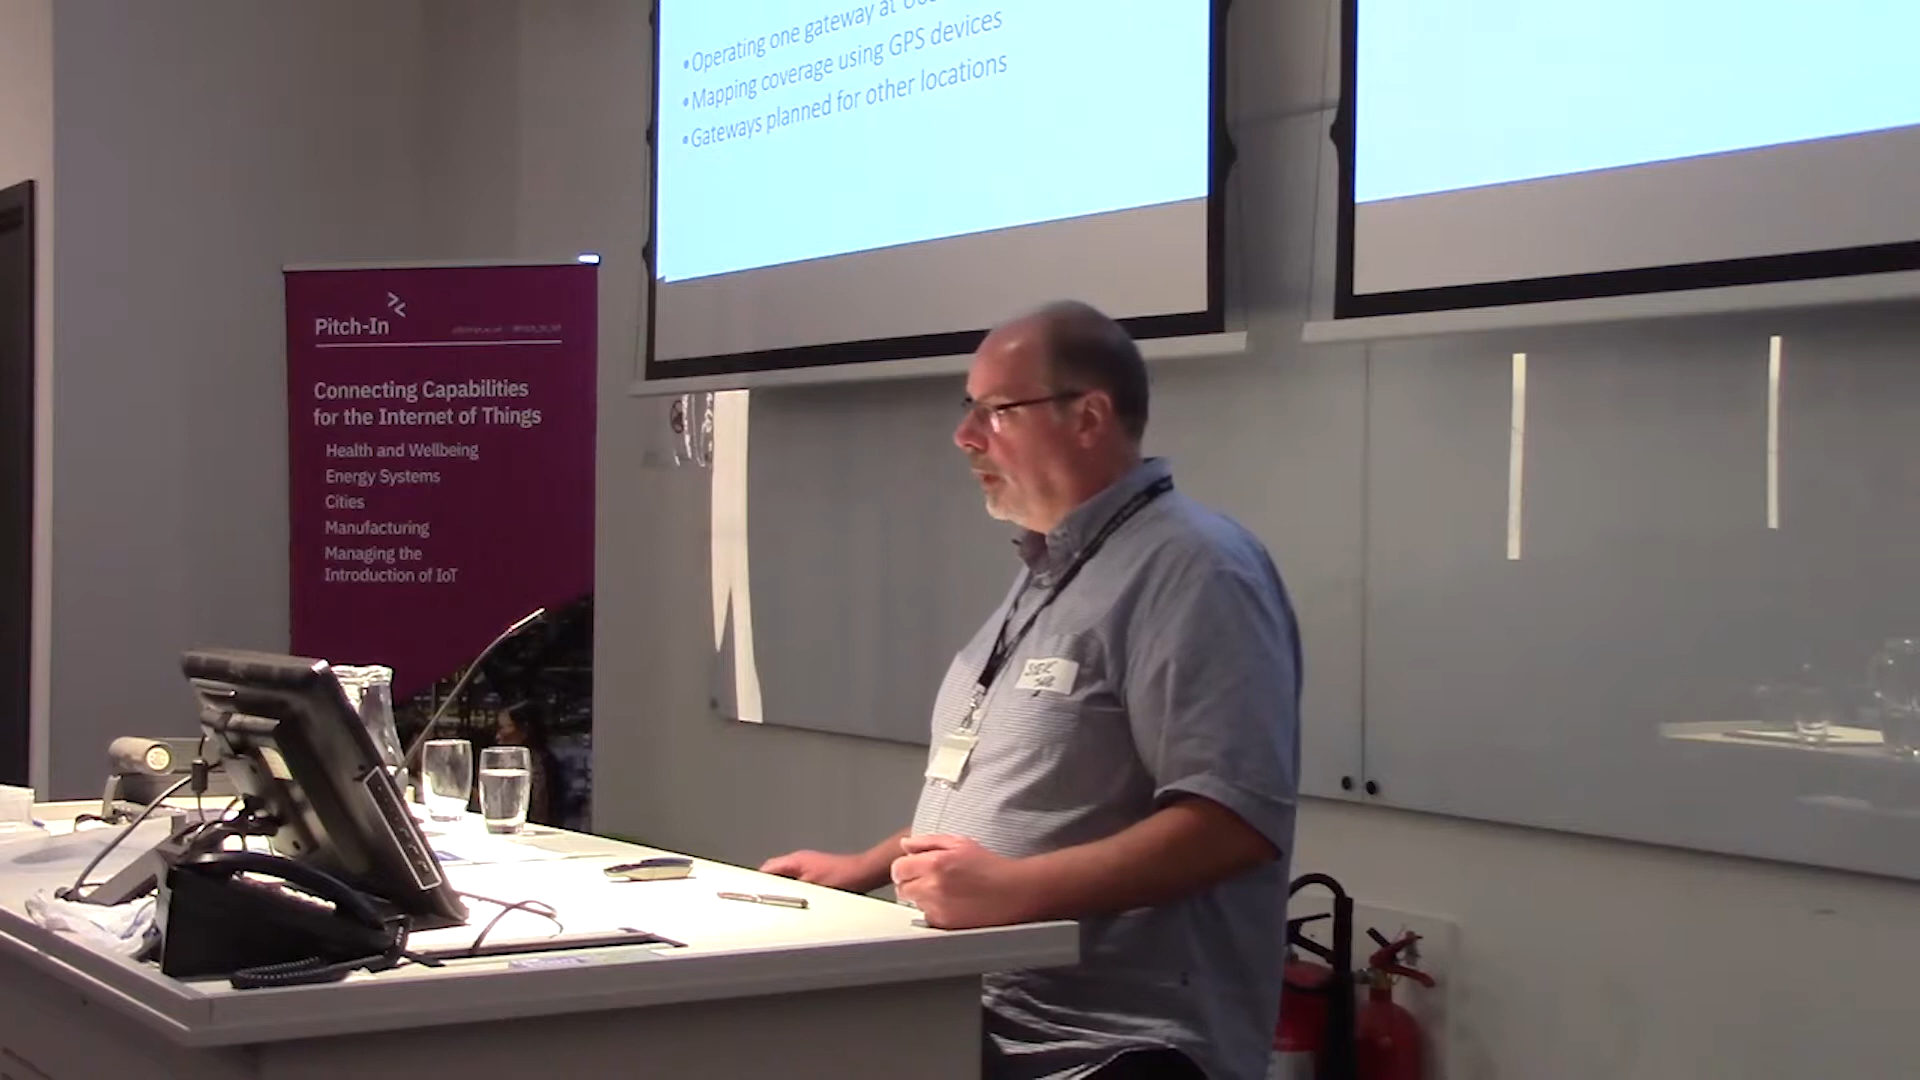 •Operating one gateway at
•Mapping coverage using GPS devices
•Gateways planned for other locations
Pitch-In
Connecting Capabilities
for the Internet of Things
Health and Wellbeing
Energy Systems
Cities
Manufacturing
Managing the
Introduction of IoT